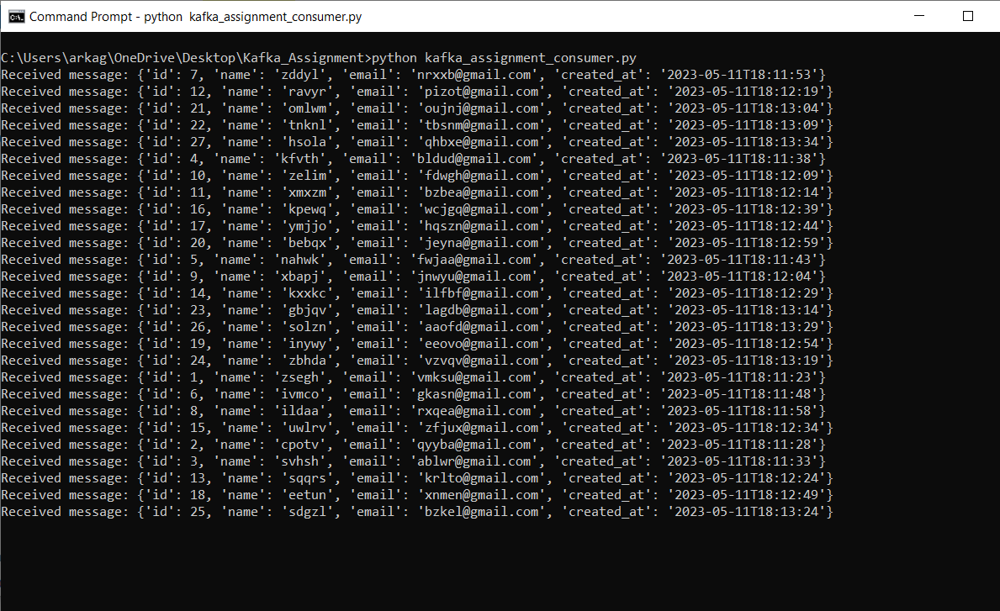 Command Prompt - python  kafka_assignment_consumer.py
C:\Users\arkag\OneDrive\Desktop\Kafka_Assignment>python kafka_assignment_consumer.py
Received message: {'id': 7, 'name': 'zddyl', 'email': 'nrxxb@gmail.com', 'created_at': '2023-05-11T18:11:53'}
Received message: {'id': 12, 'name': 'ravyr', 'email': 'pizot@gmail.com', 'created_at': '2023-05-11T18:12:19'}
Received message: {'id': 21, 'name': 'omlwm', 'email': 'oujnj@gmail.com', 'created_at': '2023-05-11T18:13:04'}
Received message: {'id': 22, 'name': 'tnknl', 'email': 'tbsnm@gmail.com', 'created_at': '2023-05-11T18:13:09'}
Received message: {'id': 27, 'name': 'hsola', 'email': 'qhbxe@gmail.com', 'created_at': '2023-05-11T18:13:34'}
Received message: {'id': 4, 'name': 'kfvth', 'email': 'bldud@gmail.com', 'created_at': '2023-05-11T18:11:38'}
Received message: {'id': 10, 'name': 'zelim', 'email': 'fdwgh@gmail.com', 'created_at': '2023-05-11T18:12:09'}
Received message: {'id': 11, 'name': 'xmxzm', 'email': 'bzbea@gmail.com', 'created_at': '2023-05-11T18:12:14'}
Received message: {'id': 16, 'name': 'kpewq', 'email': 'wcjgq@gmail.com', 'created_at': '2023-05-11T18:12:39'}
Received message: {'id': 17, 'name': 'ymjjo', 'email': 'hqszn@gmail.com', 'created_at': '2023-05-11T18:12:44'}
Received message: {'id': 20, 'name': 'bebqx', 'email': 'jeyna@gmail.com', 'created_at': '2023-05-11T18:12:59'}
Received message: {'id': 5, 'name': 'nahwk', 'email': 'fwjaa@gmail.com', 'created_at': '2023-05-11T18:11:43'}
Received message: {'id': 9, 'name': 'xbapj', 'email': 'jnwyu@gmail.com', 'created_at': '2023-05-11T18:12:04'}
Received message: {'id': 14, 'name': 'kxxkc', 'email': 'ilfbf@gmail.com', 'created_at': '2023-05-11T18:12:29'}
Received message: {'id': 23, 'name': 'gbjqv', 'email': 'lagdb@gmail.com', 'created_at': '2023-05-11T18:13:14'}
Received message: {'id': 26, 'name': 'solzn', 'email': 'aaofd@gmail.com', 'created_at': '2023-05-11T18:13:29'}
Received message: {'id': 19, 'name': 'inywy', 'email': 'eeovo@gmail.com', 'created_at': '2023-05-11T18:12:54'}
Received message: {'id': 24, 'name': 'zbhda', 'email': 'vzvqv@gmail.com', 'created_at': '2023-05-11T18:13:19'}
Received message: {'id': 1, 'name': 'zsegh', 'email': 'vmksu@gmail.com', 'created_at': '2023-05-11T18:11:23'}
Received message: {'id': 6, 'name': 'ivmco', 'email': 'gkasn@gmail.com', 'created_at': '2023-05-11T18:11:48'}
Received message: {'id': 8, 'name': 'ildaa', 'email': 'rxqea@gmail.com', 'created_at': '2023-05-11T18:11:58'}
Received message: {'id': 15, 'name': 'uwlrv', 'email': 'zfjux@gmail.com', 'created_at': '2023-05-11T18:12:34'}
Received message: {'id': 2, 'name': 'cpotv', 'email': 'qyyba@gmail.com', 'created_at': '2023-05-11T18:11:28'}
Received message: {'id': 3, 'name': 'svhsh', 'email': 'ablwr@gmail.com', 'created_at': '2023-05-11T18:11:33'}
Received message: {'id': 13, 'name': 'sqqrs', 'email': 'krlto@gmail.com', 'created_at': '2023-05-11T18:12:24'}
Received message: {'id': 18, 'name': 'eetun', 'email': 'xnmen@gmail.com', 'created_at': '2023-05-11T18:12:49'}
Received message: {'id': 25, 'name': 'sdgzl', 'email': 'bzkel@gmail.com', 'created_at': '2023-05-11T18:13:24'}